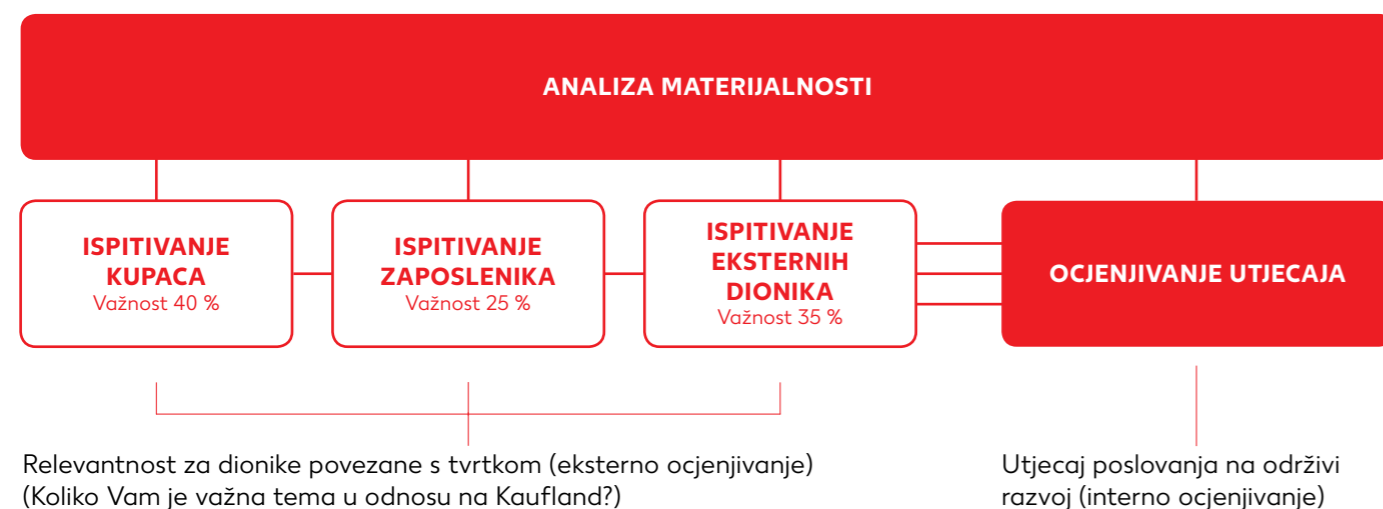 ANALIZA MATERIJALNOSTI
ISPITIVANJE
KUPACA
Važnost 40 %
ISPITIVANJE
ZAPOSLENIKA
Važnost 25 %
ISPITIVANJE
EKSTERNIH
DIONIKA
Važnost 35 %
OCJENJIVANJE UTJECAJA
Relevantnost za dionike povezane s tvrtkom (eksterno ocjenjivanje)
(Koliko Vam je važna tema u odnosu na Kaufland?)
Utjecaj poslovanja na održivi
razvoj (interno ocjenjivanje)